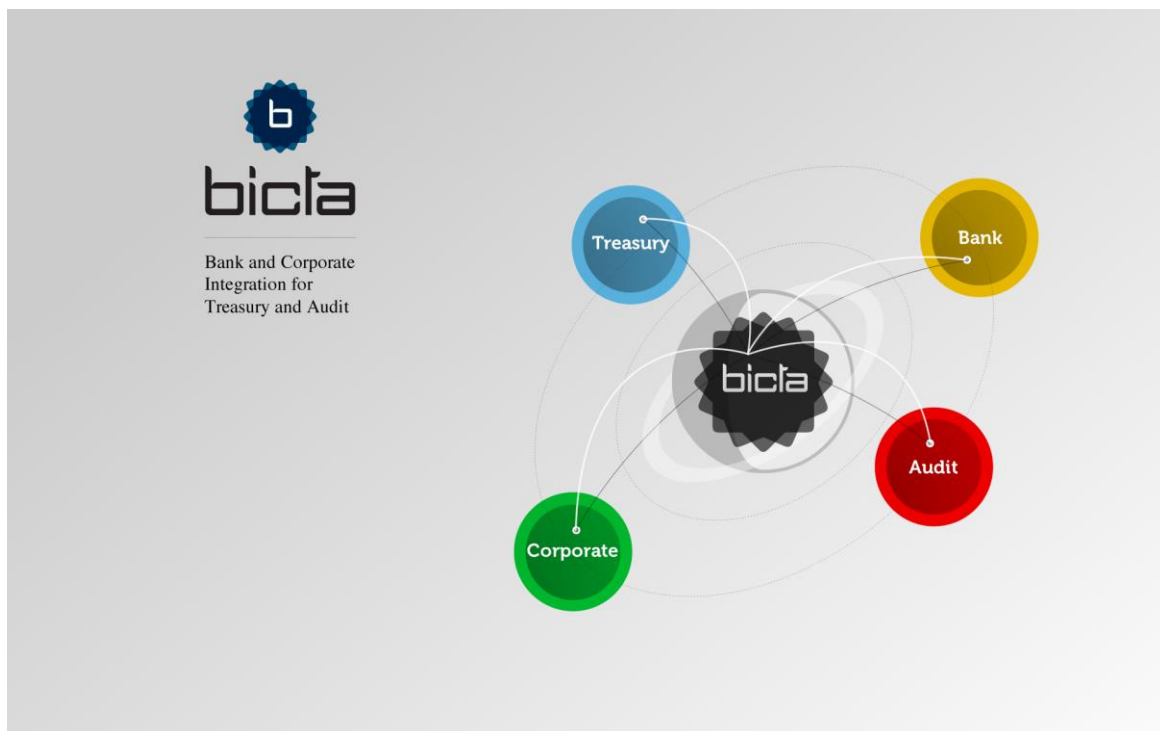 b
bicta
Bank and Corporate
Integration for
Treasury and Audit
Treasury
Bank
bicta
Audit
Corporate